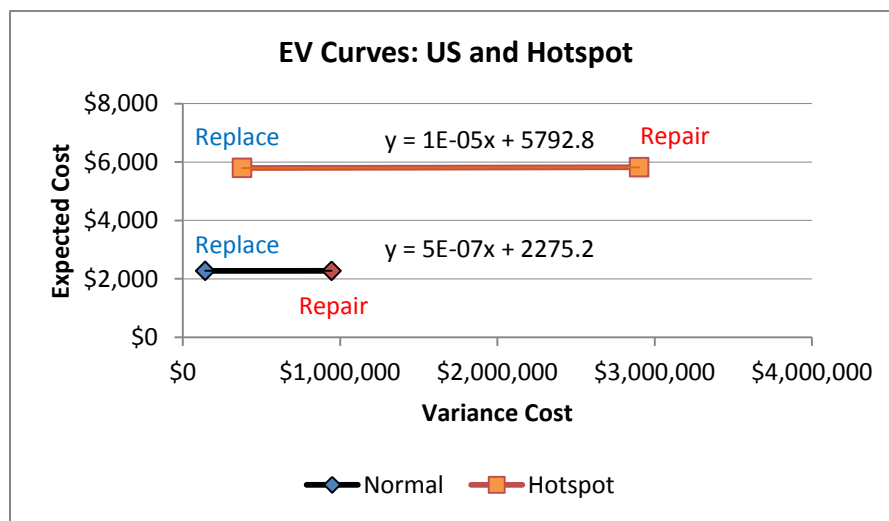 EV Curves: US and Hotspot
Expected Cost
$8,000
$6,000
$4,000
$2,000
$0
Replace
y = 1E-05x + 5792.8
Repair
Replace
y = 5E-07x + 2275.2
Repair
$0 $1,000,000 $2,000,000 $3,000,000 $4,000,000
Variance Cost
Normal Hotspot